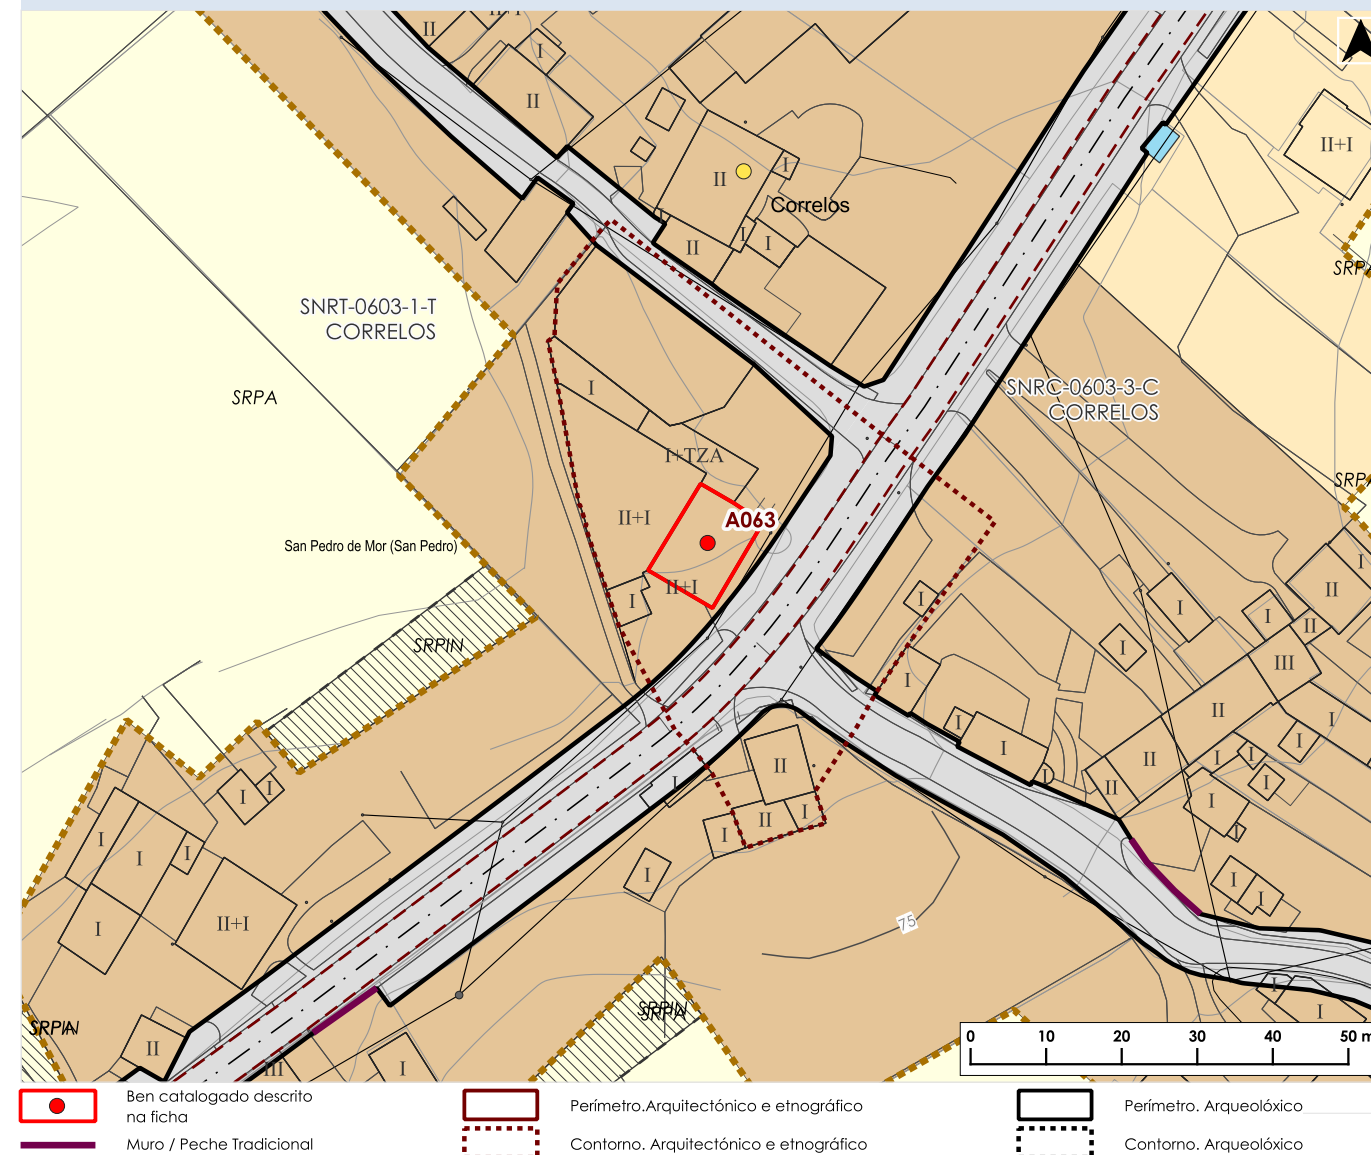 II
I
II
II
I
II
I
I
II
Correlos
II+I
SRPA
SNRT-0603-1-T
CORRELOS
SRPA
SNRC-0603-3-C
CORRELOS
I
I+TZA
SRPA
II+I
A063
San Pedro de Mor (San Pedro)
II+I
I
I
SRPIN
I
II
I
I
I
II
III
I
I
II
I
I
I
II
II
I
I
I
I
I
I
I
II
I
II
I
I
I
I
I
I
I
I
I
I
I
I
II+I
75
SRPIN
SRPA
SRPIN
II
III
I
I
I
0 10 20 30 40 50 m
Ben catalogado descrito
na ficha
Perímetro.Arquitectónico e etnográfico
Perímetro. Arqueolóxico
Muro / Peche Tradicional
Contorno. Arquitectónico e etnográfico
Contorno. Arqueolóxico